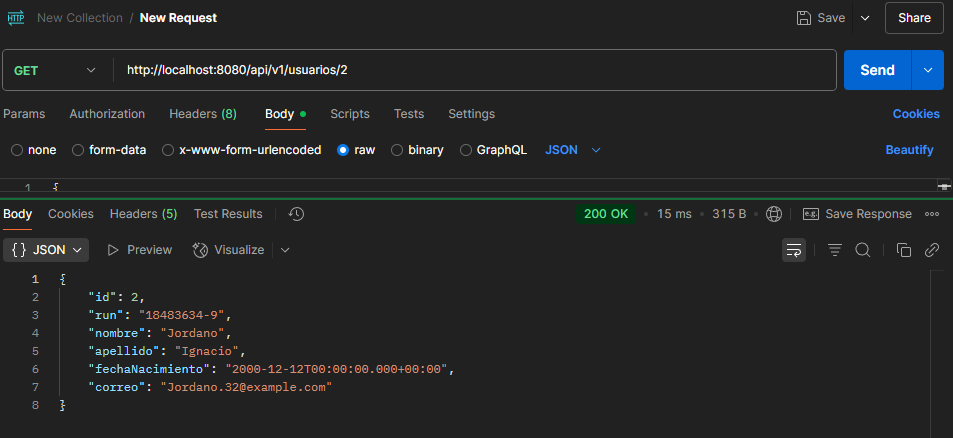 HTTP New Collection / New Request Save Share
GET http://localhost:8080/api/v1/usuarios/2 Send
Params Authorization Headers (8) Body Scripts Tests Settings Cookies
none form-data x-www-form-urlencoded raw binary GraphQL JSON Beautify
1 {
Body Cookies Headers (5) Test Results 200 OK 15 ms 315 B e.g. Save Response
{} JSON Preview Visualize
1 {
2 "id": 2,
3 "run": "18483634-9",
4 "nombre": "Jordano",
5 "apellido": "Ignacio",
6 "fechaNacimiento": "2000-12-12T00:00:00.000+00:00",
7 "correo": "Jordano.32@example.com"
8 }